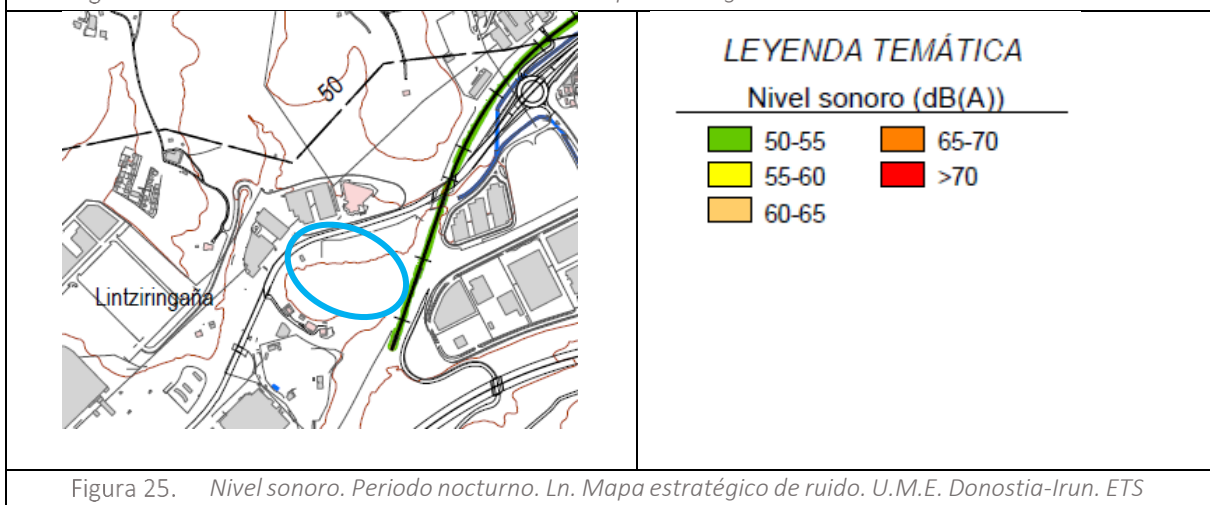 50
Lintziringaña
LEYENDA TEMÁTICA
Nivel sonoro (dB(A))
50-55 65-70
55-60 >70
60-65
Figura 25. Nivel sonoro. Periodo nocturno. Ln. Mapa estratégico de ruido. U.M.E. Donostia-Irun. ETS